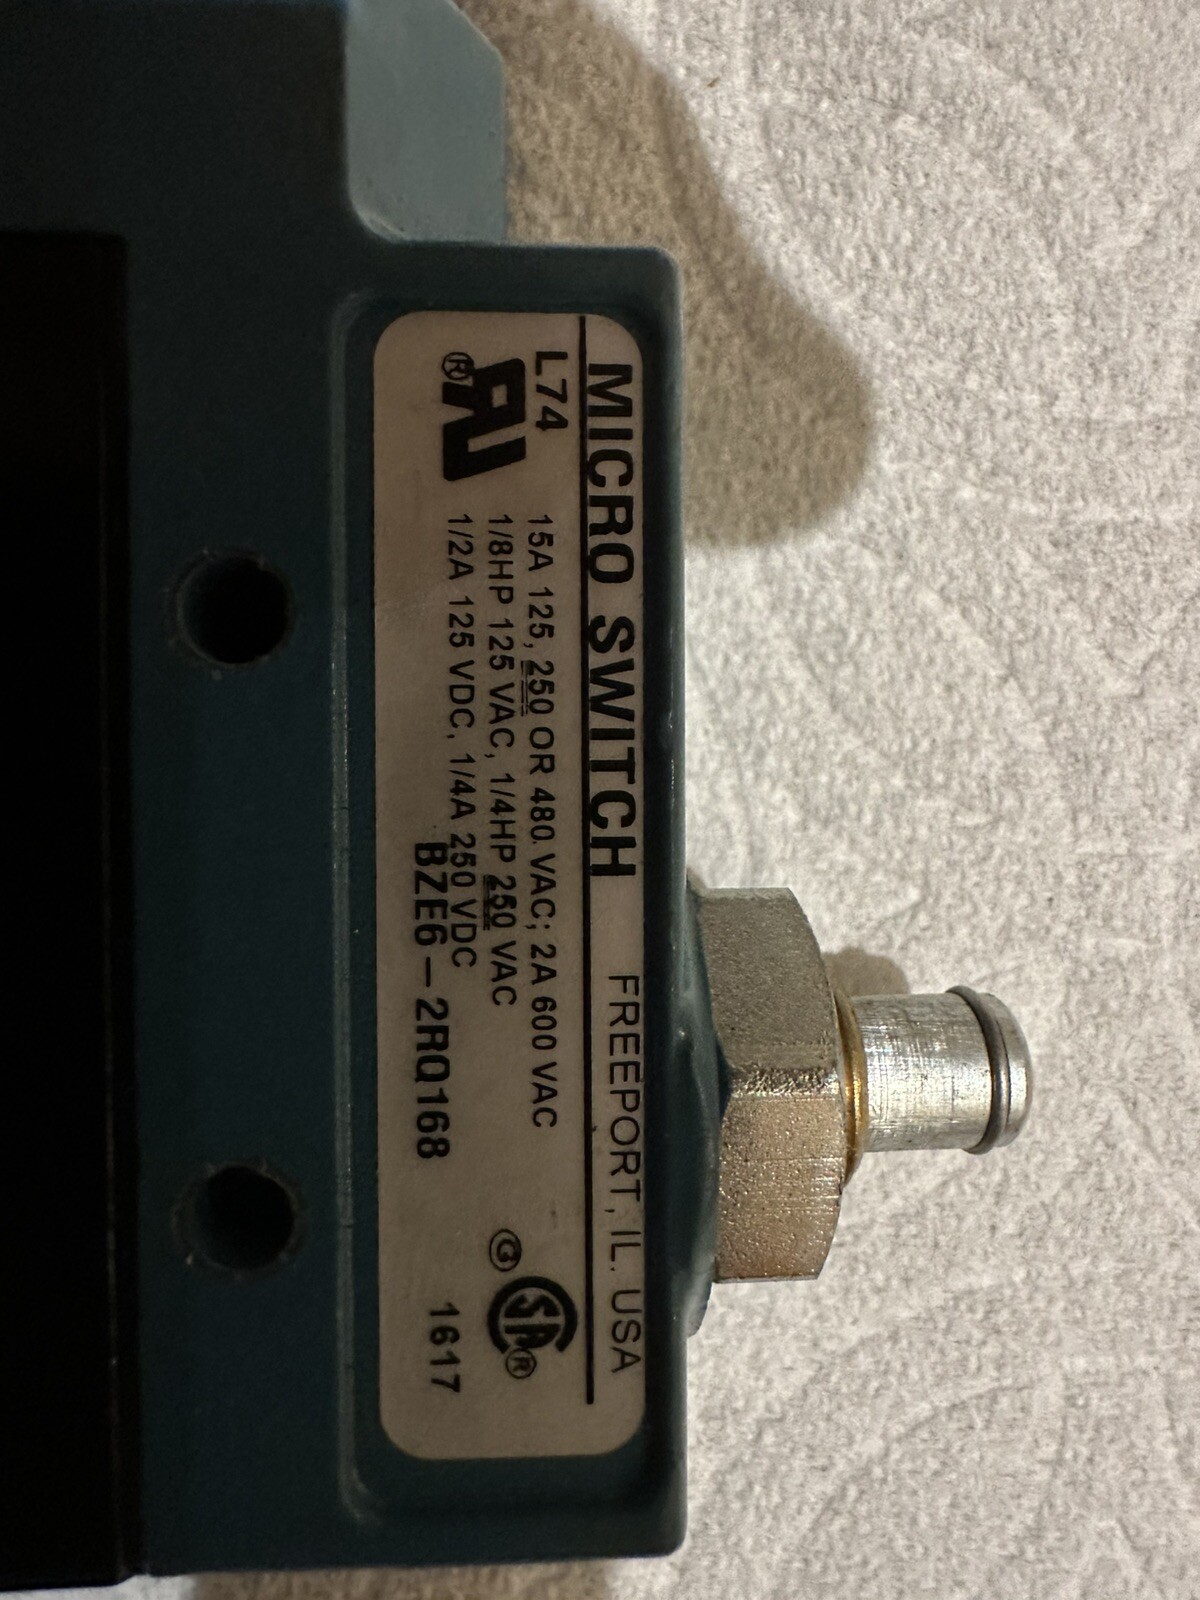 MICRO SWITCH FREEPORT, IL. USA
L74
15A 125, 250 OR 480 VAC; 2A 600 VAC
1/8HP 125 VAC, 1/4HP 250 VAC
1/2A 125 VDC, 1/4A 250 VDC
BZE6-2RQ168
G
SA®
1617